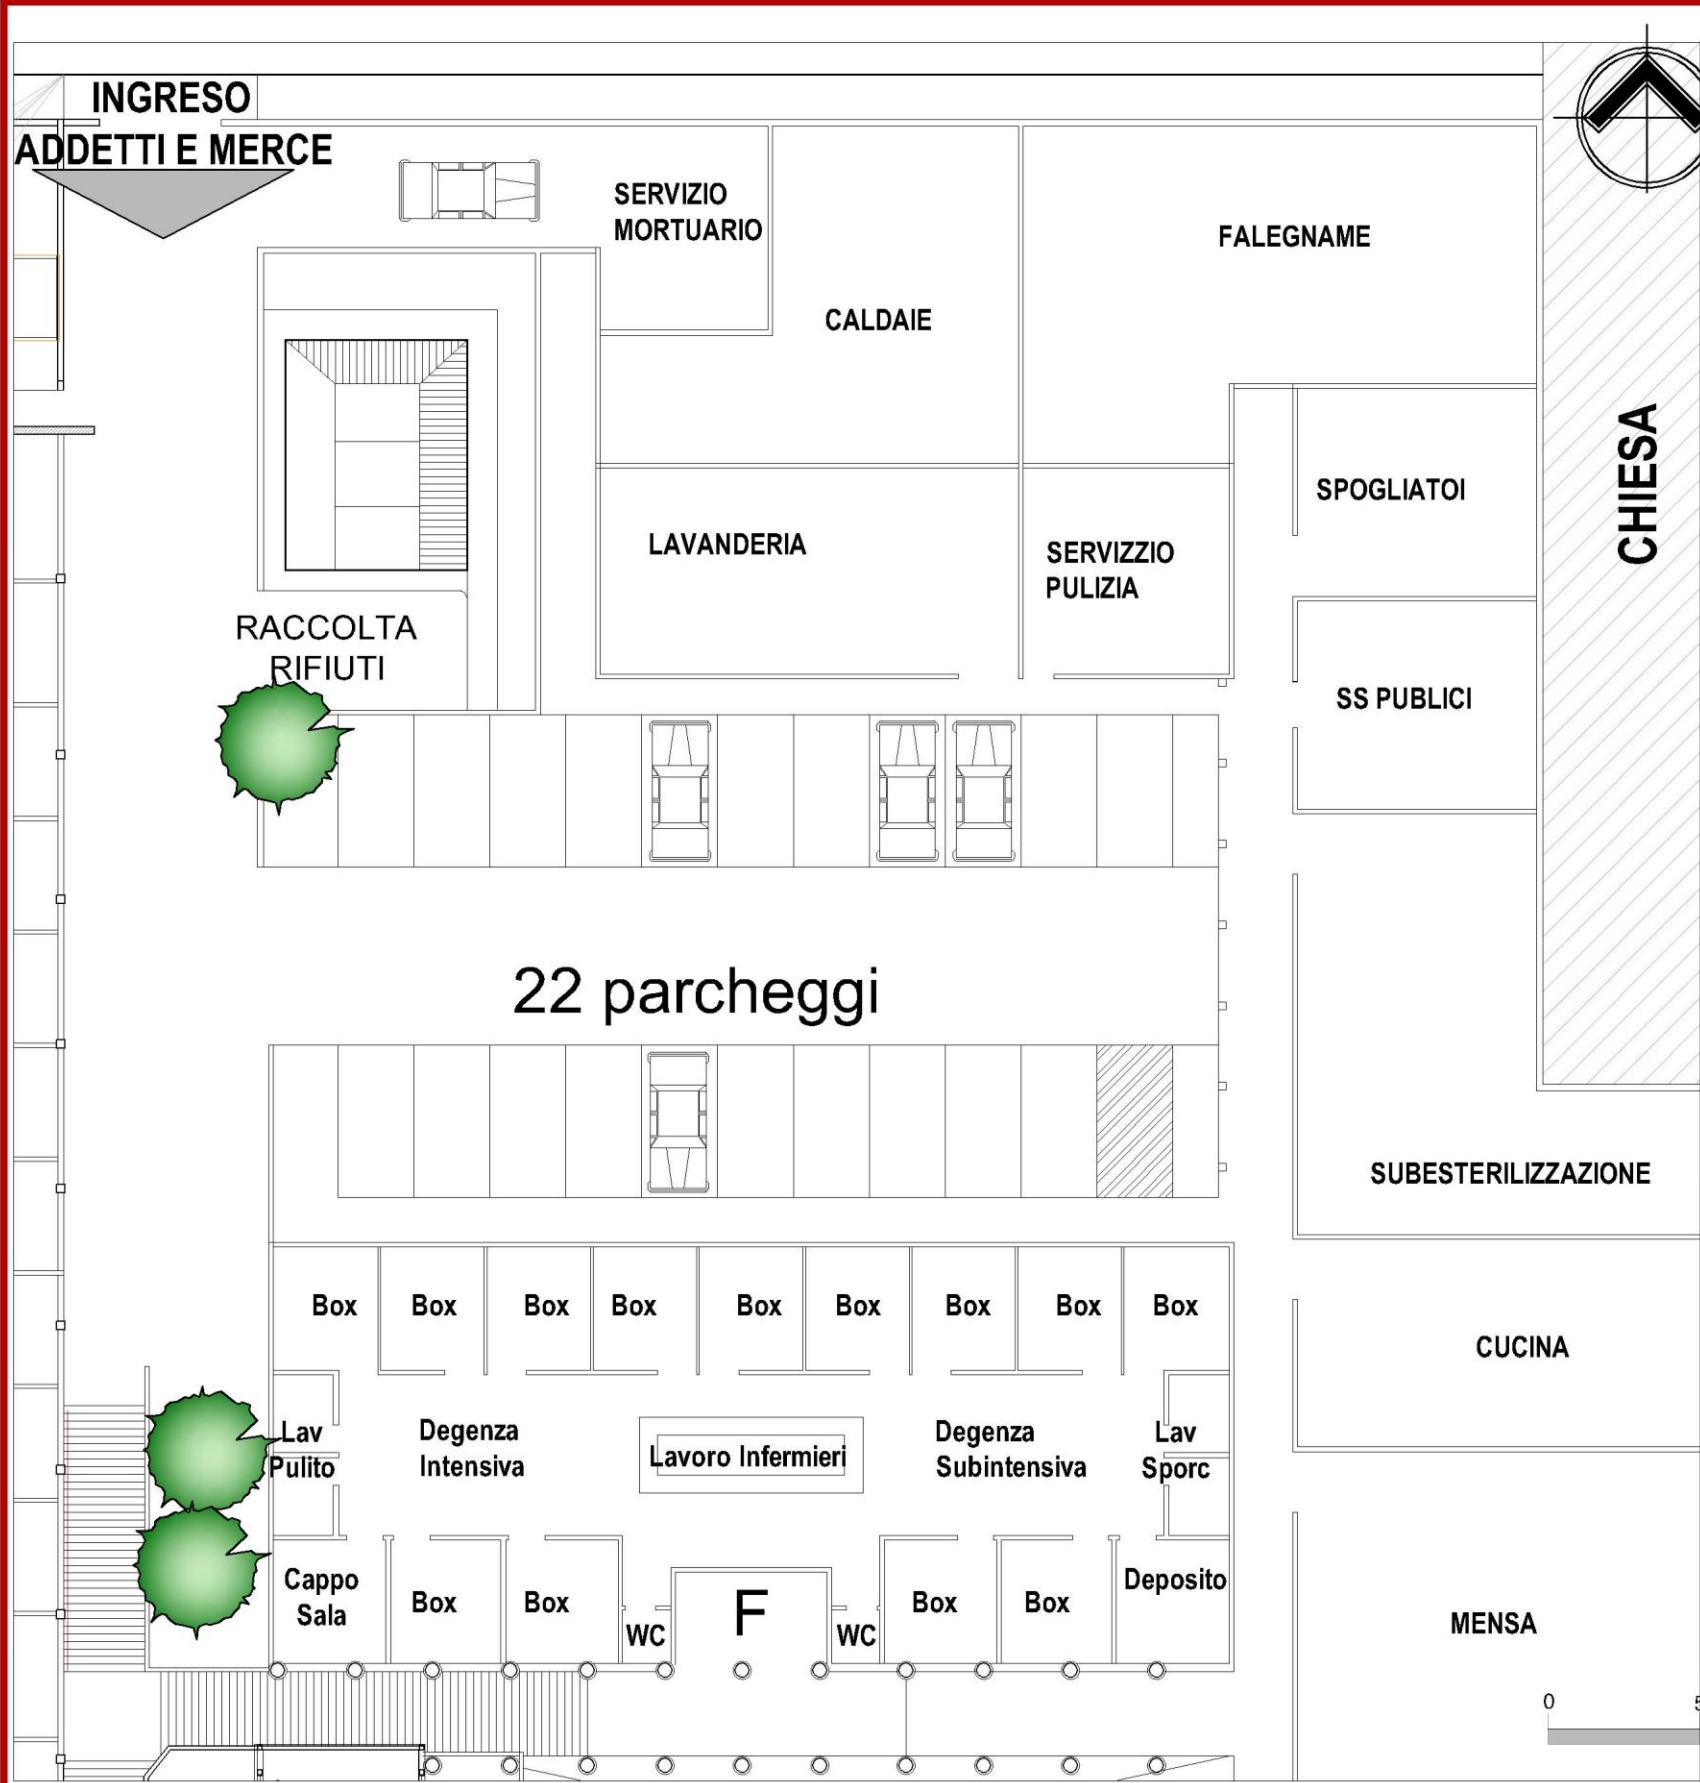 INGRESO
ADDETTI E MERCE
SERVIZIO
MORTUARIO
FALEGNAME
CALDAIE
CHIESA
SPOGLIATOI
LAVANDERIA
SERVIZZIO
PULIZIA
RACCOLTA
RIFIUTI
SS PUBLICI
22 parcheggi
SUBESTERILIZZAZIONE
Box Box Box Box Box Box Box Box Box
CUCINA
Lav
Pulito
Degenza
Intensiva
Lavoro Infermieri
Degenza
Subintensiva
Lav
Sporc
Cappo
Sala
Box
Box
WC
F
WC
Box
Box
Deposito
MENSA
0 5